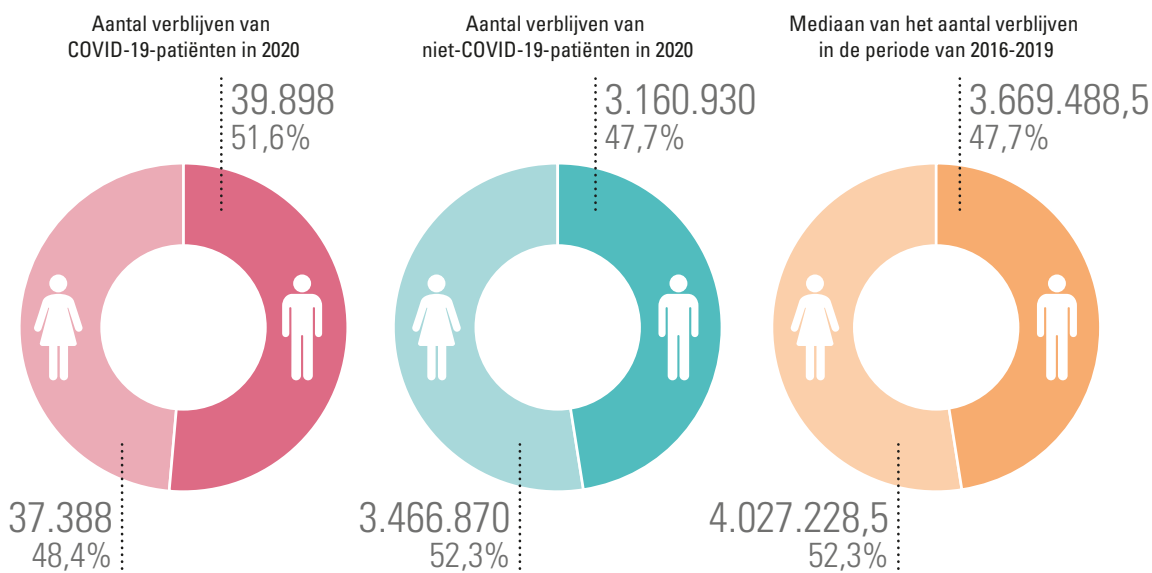 Aantal verblijven van
COVID-19-patiënten in 2020
39.898
51,6%
37.388
48,4%
Aantal verblijven van
niet-COVID-19-patiënten in 2020
3.160.930
47,7%
3.466.870
52,3%
Mediaan van het aantal verblijven
in de periode van 2016-2019
3.669.488,5
47,7%
4.027.228,5
52,3%